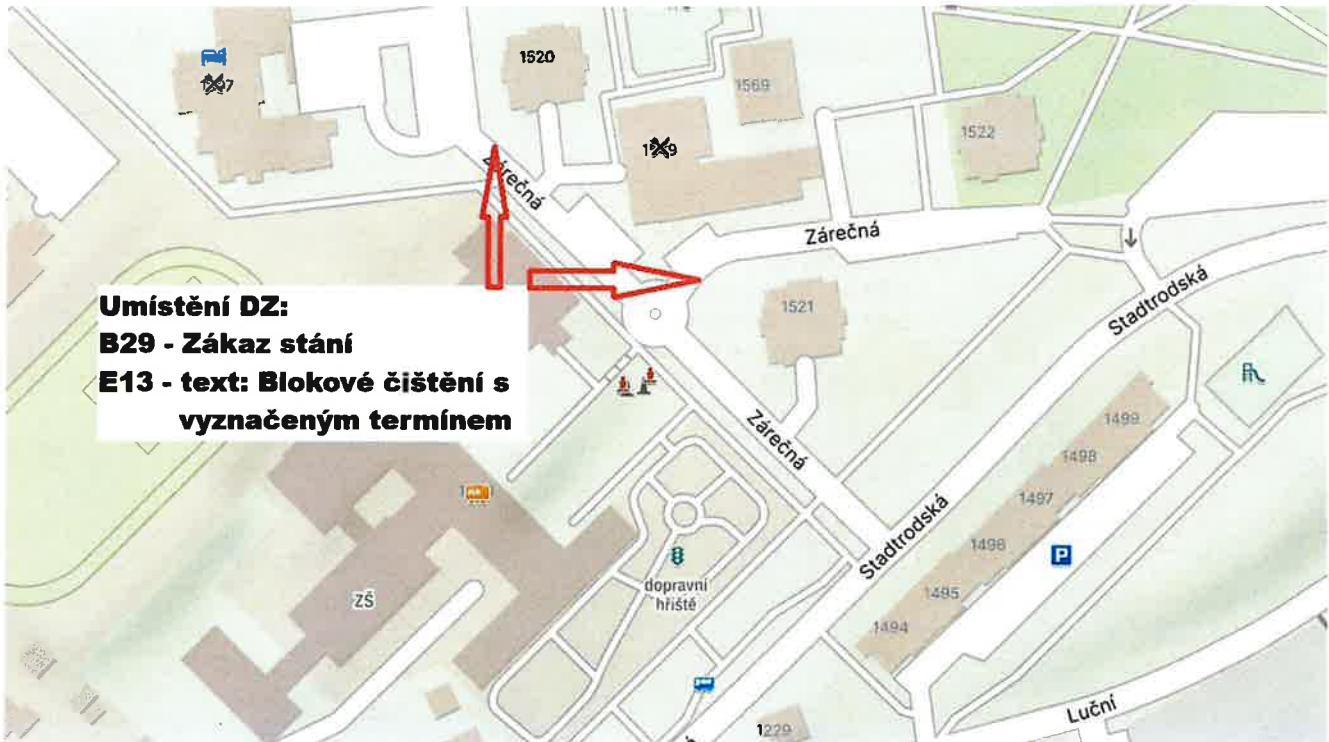 1520
1569
1522
Zárečná
Zárečná
Stadtrodská
1521
Umístění DZ:
B29 - Zákaz stání
E13 - text: Blokové čištění s
vyznačeným termínem
Zárečná
1499
1498
1497
1496
1495
1494
Stadtrodská
P
ZŠ
dopravní
hřiště
Luční
1229